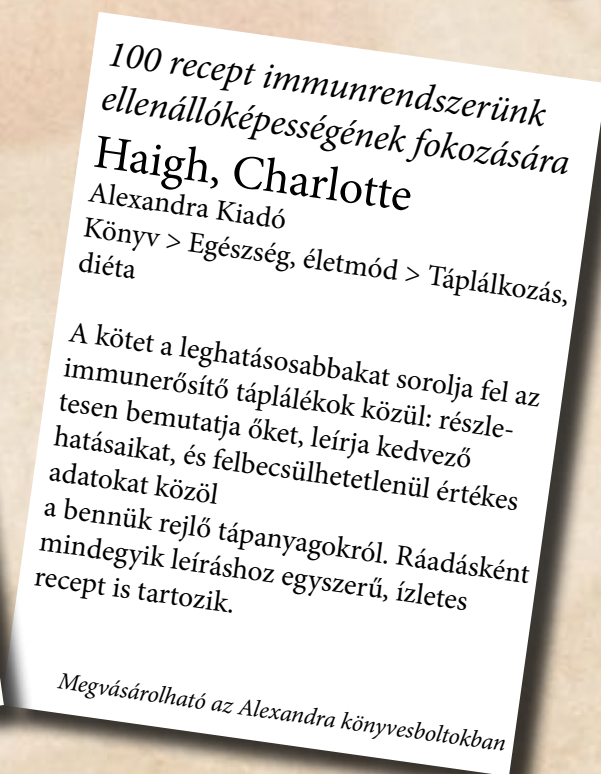 100 recept immunrendszerünk
ellenállóképességének fokozására
Haigh, Charlotte
Alexandra Kiadó
Könyv > Egészség, életmód > Táplálkozás,
diéta
A kötet a leghatásosabbakat sorolja fel az
immunerősítő táplálékok közül: részle-
tesen bemutatja őket, leírja kedvező
hatásaikat, és felbecsülhetetlenül értékes
adatokat közöl
a bennük rejlő tápanyagokról. Ráadásként
mindegyik leíráshoz egyszerű, ízletes
recept is tartozik.
Megvásárolható az Alexandra könyvesboltokban